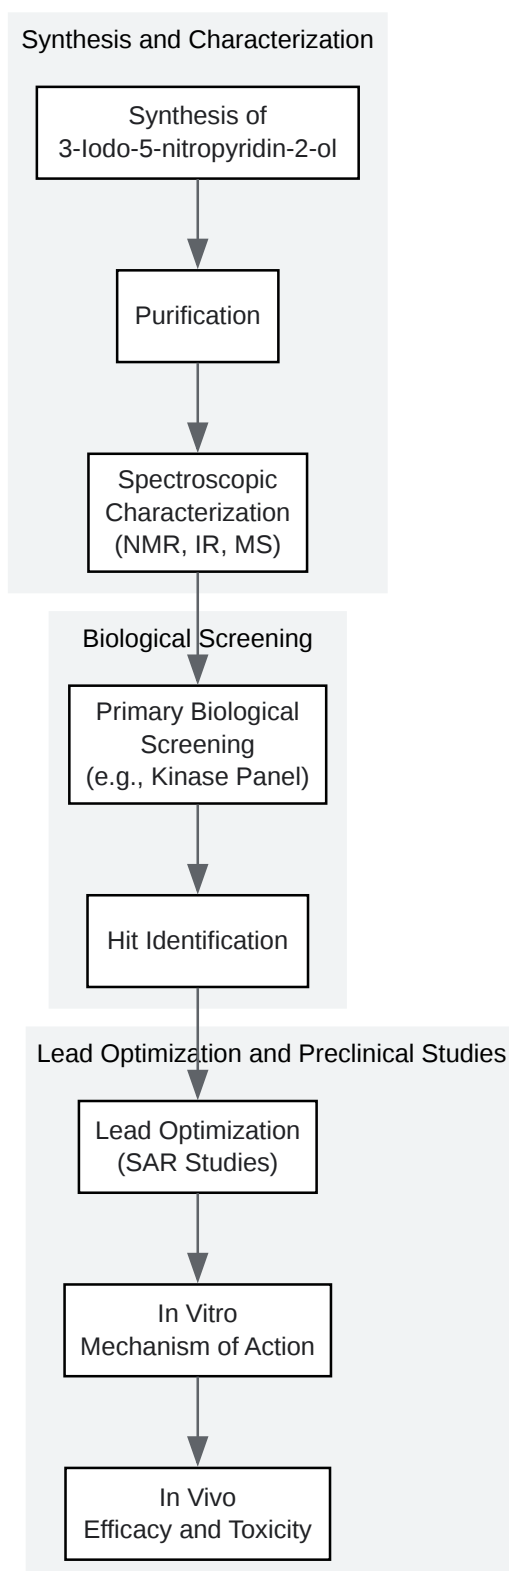 Synthesis and Characterization
Synthesis of
3-Iodo-5-nitropyridin-2-ol
Purification
Spectroscopic
Characterization
(NMR, IR, MS)
Biological Screening
Primary Biological
Screening
(e.g., Kinase Panel)
Hit Identification
Lead Optimization and Preclinical Studies
Lead Optimization
(SAR Studies)
In Vitro
Mechanism of Action
In Vivo
Efficacy and Toxicity